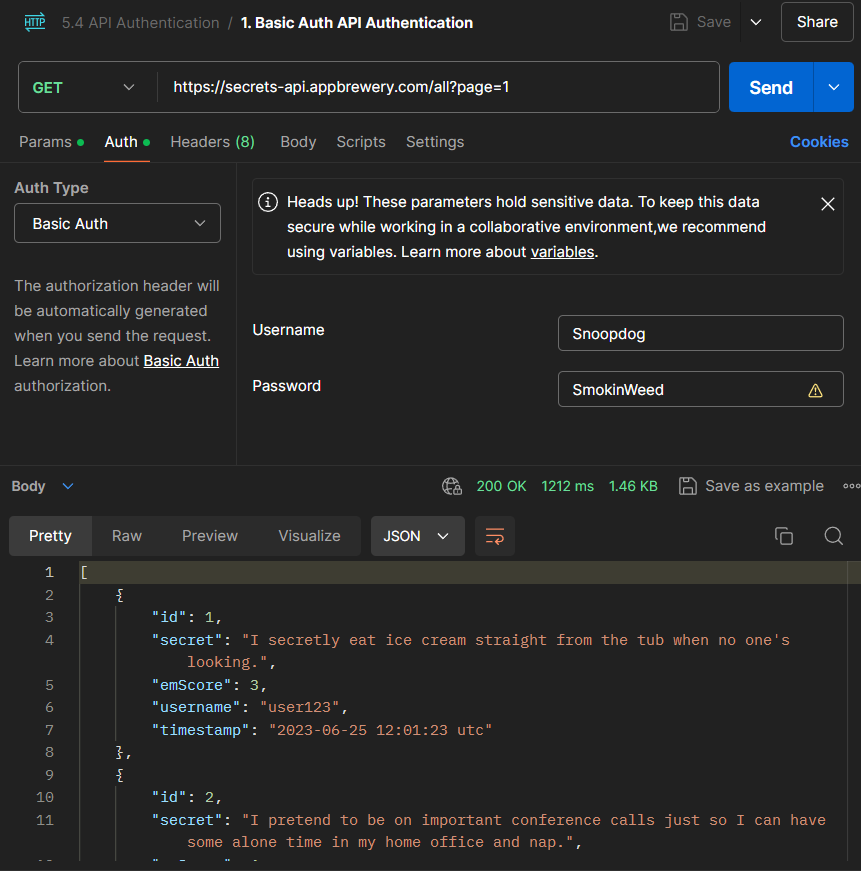 HTTP 5.4 API Authentication / 1. Basic Auth API Authentication Save Share
GET https://secrets-api.appbrewery.com/all?page=1 Send
Params Auth Headers (8) Body Scripts Settings Cookies
Auth Type
Basic Auth
The authorization header will
be automatically generated
when you send the request.
Learn more about Basic Auth
authorization.
Heads up! These parameters hold sensitive data. To keep this data
secure while working in a collaborative environment,we recommend
using variables. Learn more about variables.
Username Snoopdog
Password SmokinWeed
Body 200 OK 1212 ms 1.46 KB Save as example
Pretty Raw Preview Visualize JSON
1 [
2 {
3 "id": 1,
4 "secret": "I secretly eat ice cream straight from the tub when no one's
looking.",
5 "emScore": 3,
6 "username": "user123",
7 "timestamp": "2023-06-25 12:01:23 utc"
8 },
9 {
10 "id": 2,
11 "secret": "I pretend to be on important conference calls just so I can have
some alone time in my home office and nap.",